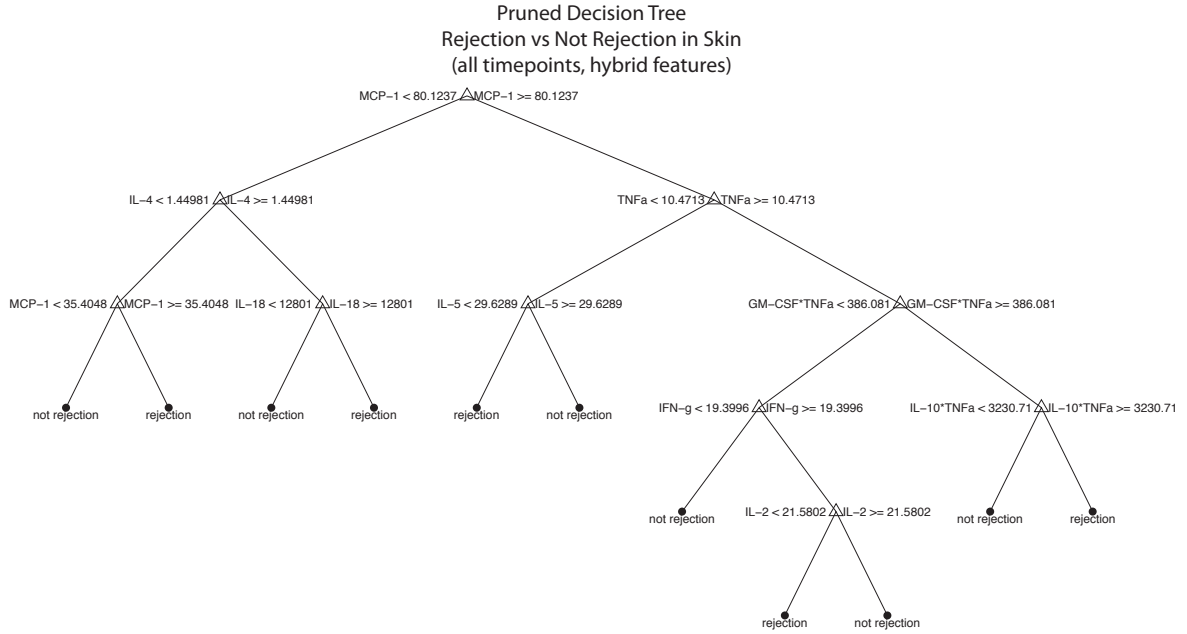 Pruned Decision Tree
Rejection vs Not Rejection in Skin
(all timepoints, hybrid features)
MCP−1 < 80.1237 MCP−1 >= 80.1237
IL−4 < 1.44981 IL−4 >= 1.44981 TNFa < 10.4713 TNFa >= 10.4713
MCP−1 < 35.4048 MCP−1 >= 35.4048 IL−18 < 12801 IL−18 >= 12801 IL−5 < 29.6289 IL−5 >= 29.6289 GM−CSF*TNFa < 386.081 GM−CSF*TNFa >= 386.081
not rejection rejection not rejection rejection rejection not rejection IFN−g < 19.3996 IFN−g >= 19.3996 IL−10*TNFa < 3230.71 IL−10*TNFa >= 3230.71
not rejection IL−2 < 21.5802 IL−2 >= 21.5802 not rejection rejection
rejection not rejection